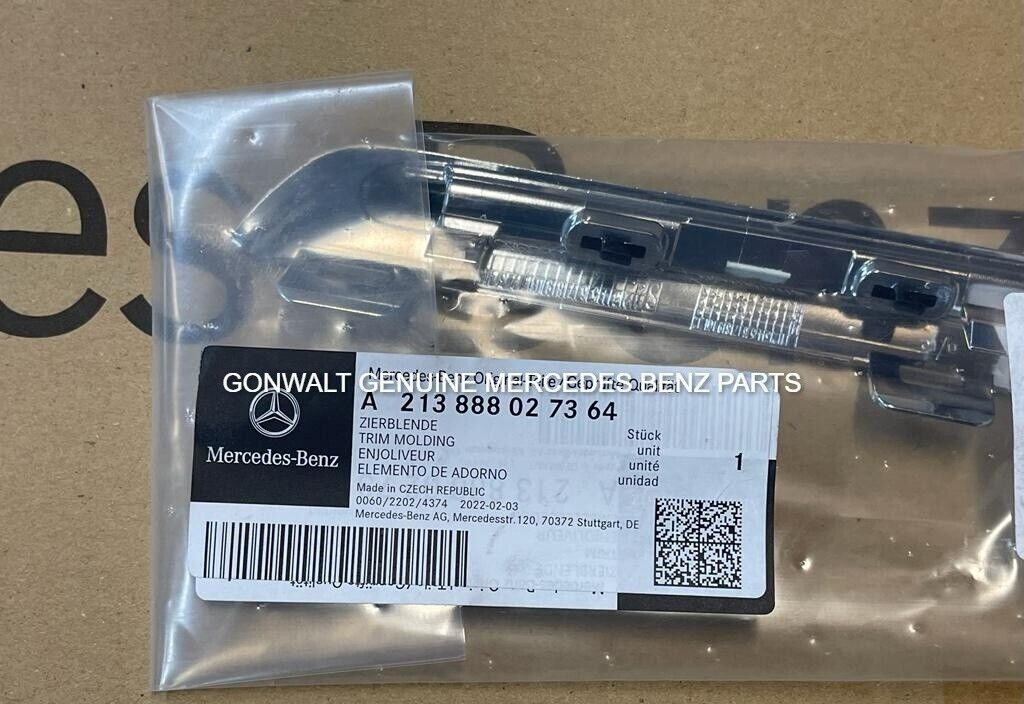 GONWALT GENUINE MERCEDES BENZ PARTS
A 213 888 02 73 64
ZIERBLENDE
TRIM MOLDING
ENJOLIVEUR
ELEMENTO DE ADORNO
Stück
unit
unité
unidad
1
Mercedes-Benz
Made in CZECH REPUBLIC
0060/2202/4374 2022-02-03
Mercedes-Benz AG, Mercedesstr.120, 70372 Stuttgart, DE